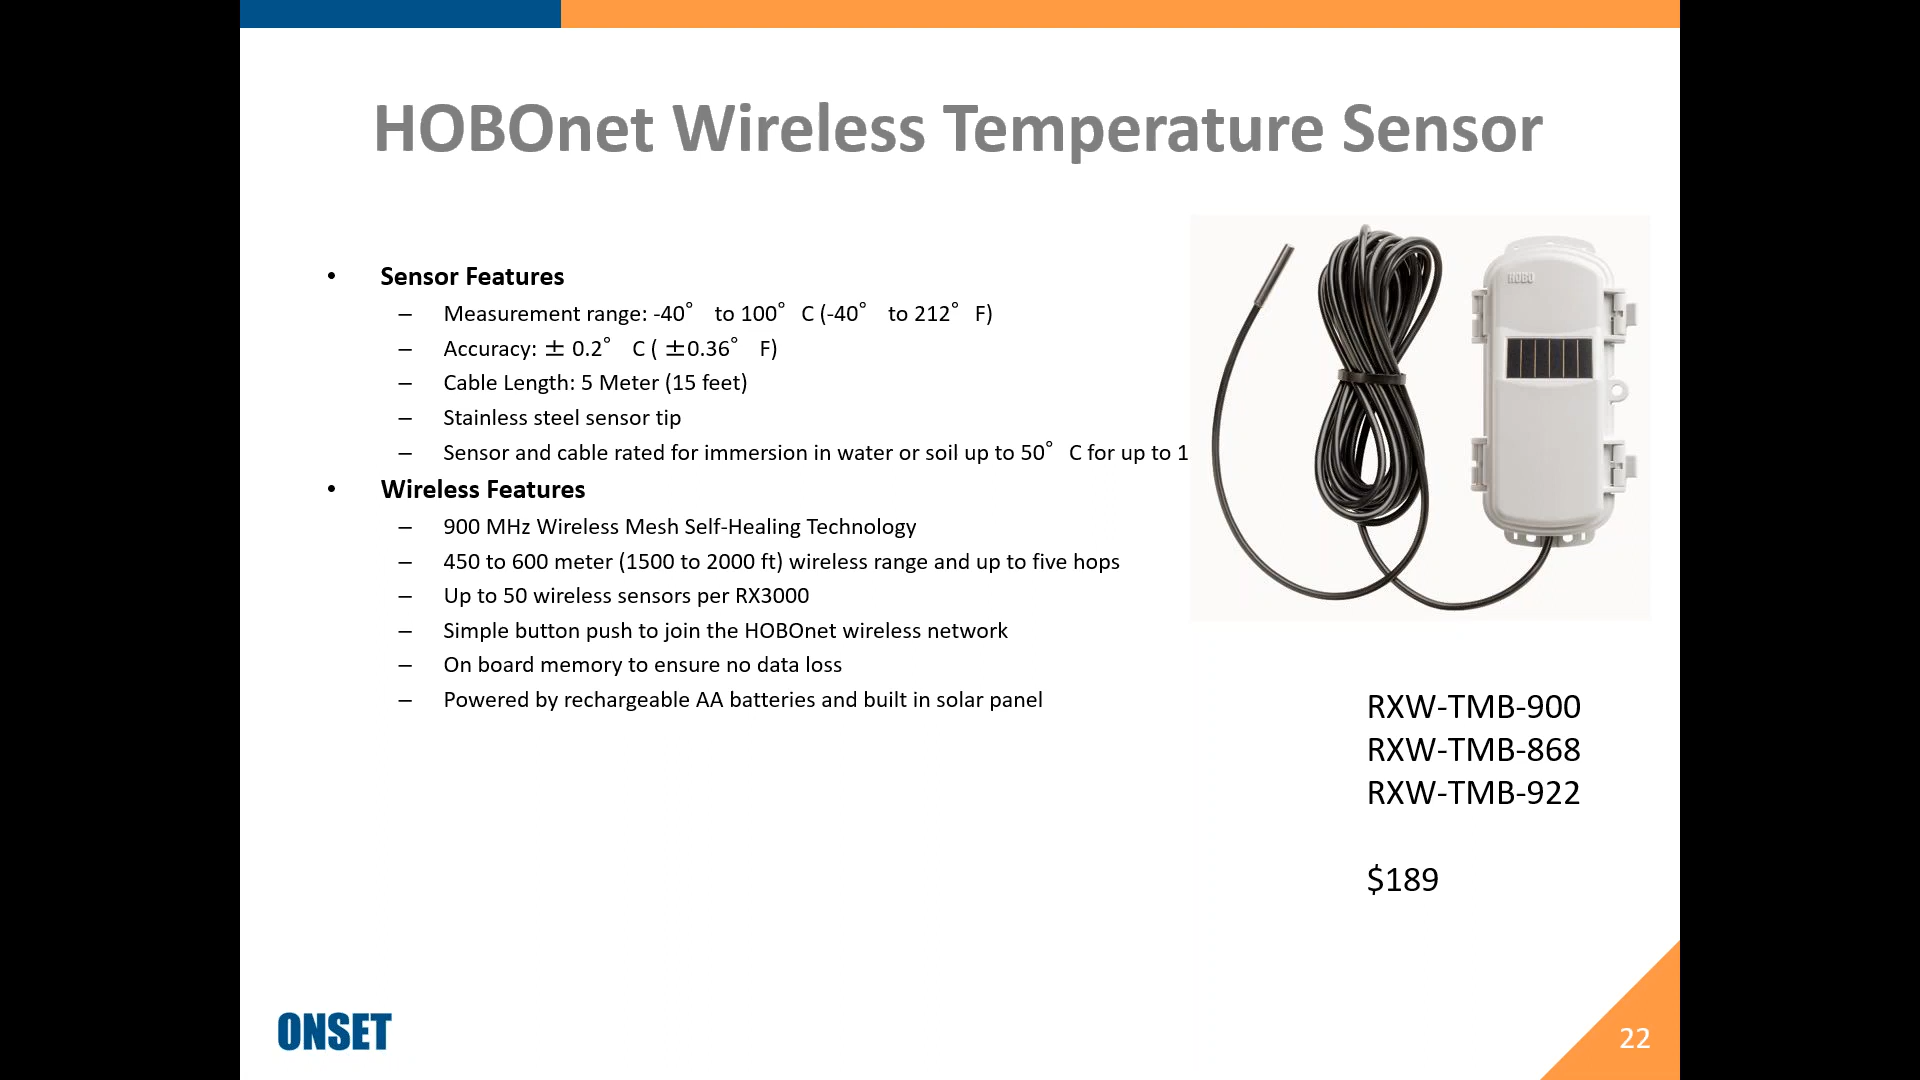 HOBOnet Wireless Temperature Sensor
• Sensor Features
– Measurement range: -40° to 100° C (-40° to 212° F)
– Accuracy: ± 0.2° C ( ±0.36° F)
– Cable Length: 5 Meter (15 feet)
– Stainless steel sensor tip
– Sensor and cable rated for immersion in water or soil up to 50° C for up to 1
• Wireless Features
– 900 MHz Wireless Mesh Self-Healing Technology
– 450 to 600 meter (1500 to 2000 ft) wireless range and up to five hops
– Up to 50 wireless sensors per RX3000
– Simple button push to join the HOBOnet wireless network
– On board memory to ensure no data loss
– Powered by rechargeable AA batteries and built in solar panel
HOBO
RXW-TMB-900
RXW-TMB-868
RXW-TMB-922
$189
ONSET
22